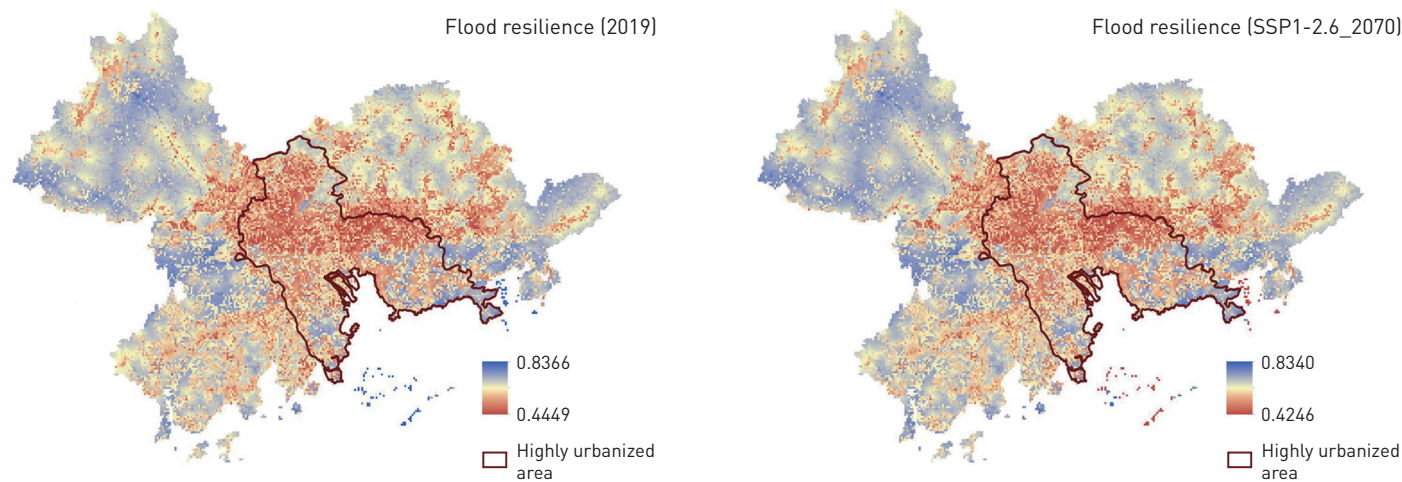 Flood resilience (2019)
0.8366
0.4449
Highly urbanized
area
Flood resilience (SSP1-2.6_2070)
0.8340
0.4246
Highly urbanized
area